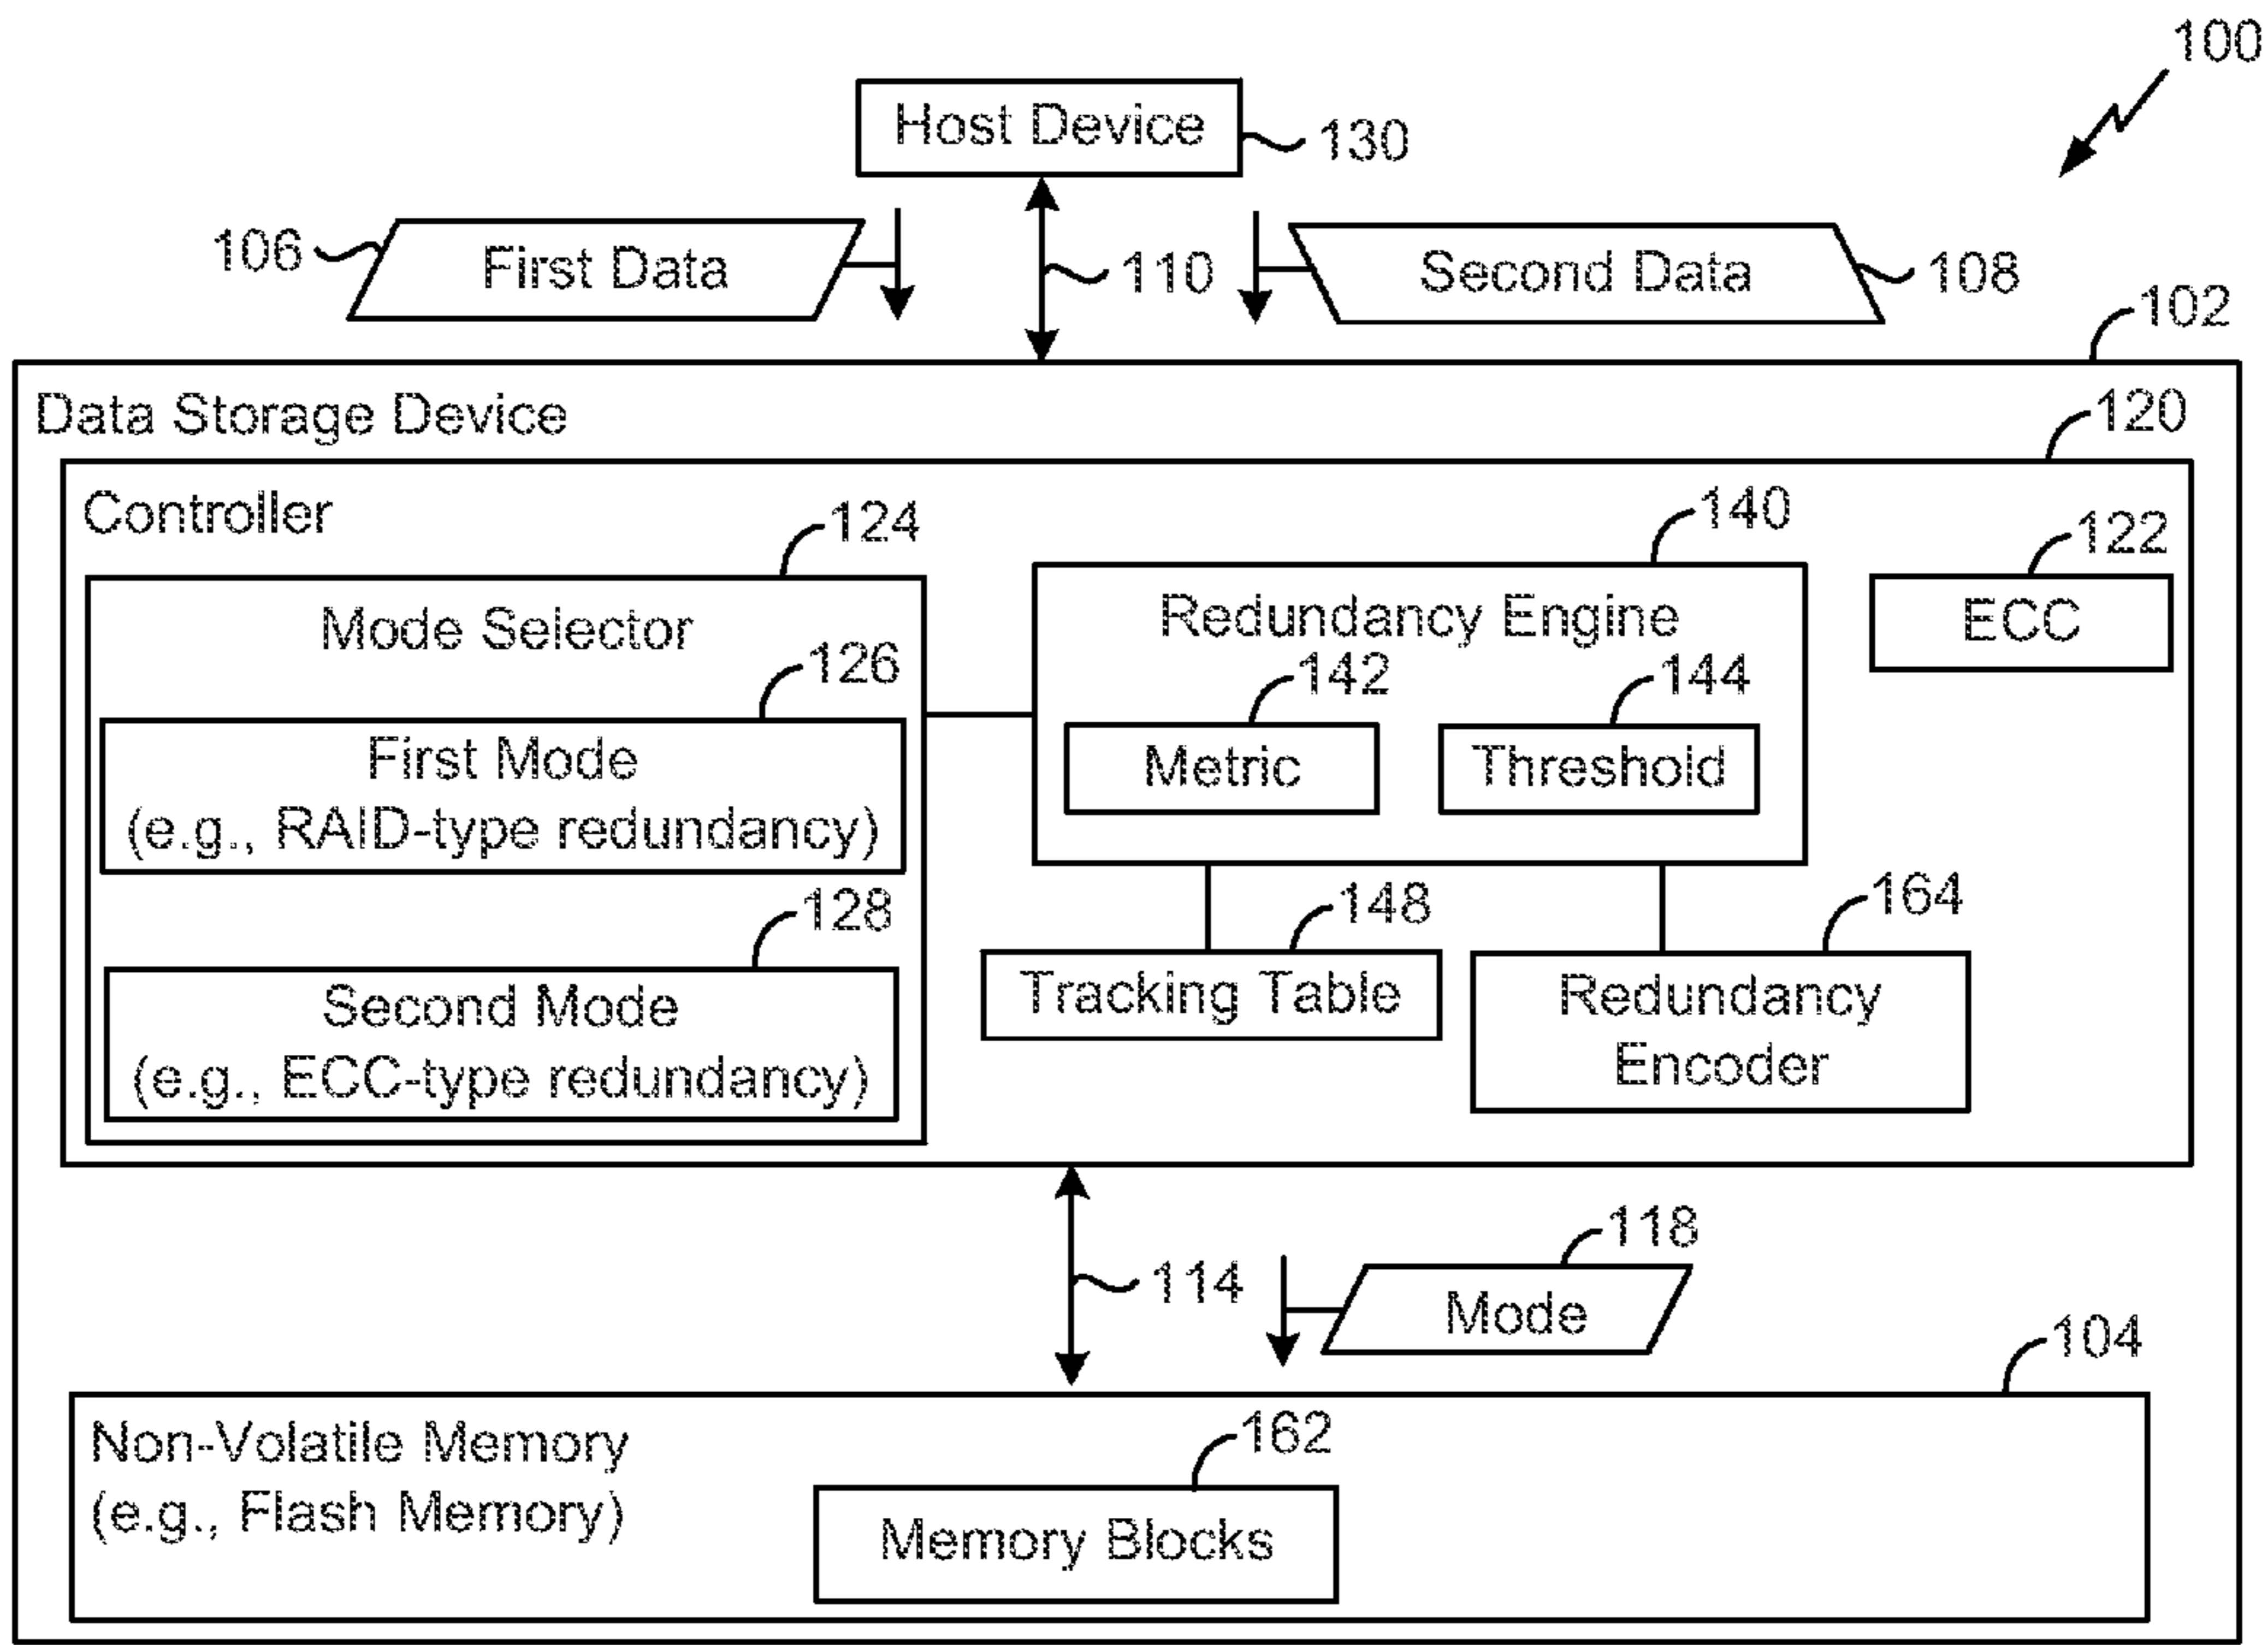 100
Host Device
130
106
First Data
110
Second Data
108
102
Data Storage Device
120
Controller
124
140
122
Mode Selector
Redundancy Engine
ECC
126
142
144
First Mode
(e.g., RAID-type redundancy)
Metric
Threshold
128
148
164
Second Mode
(e.g., ECC-type redundancy)
Tracking Table
Redundancy
Encoder
118
114
Mode
104
Non-Volatile Memory
(e.g., Flash Memory)
162
Memory Blocks